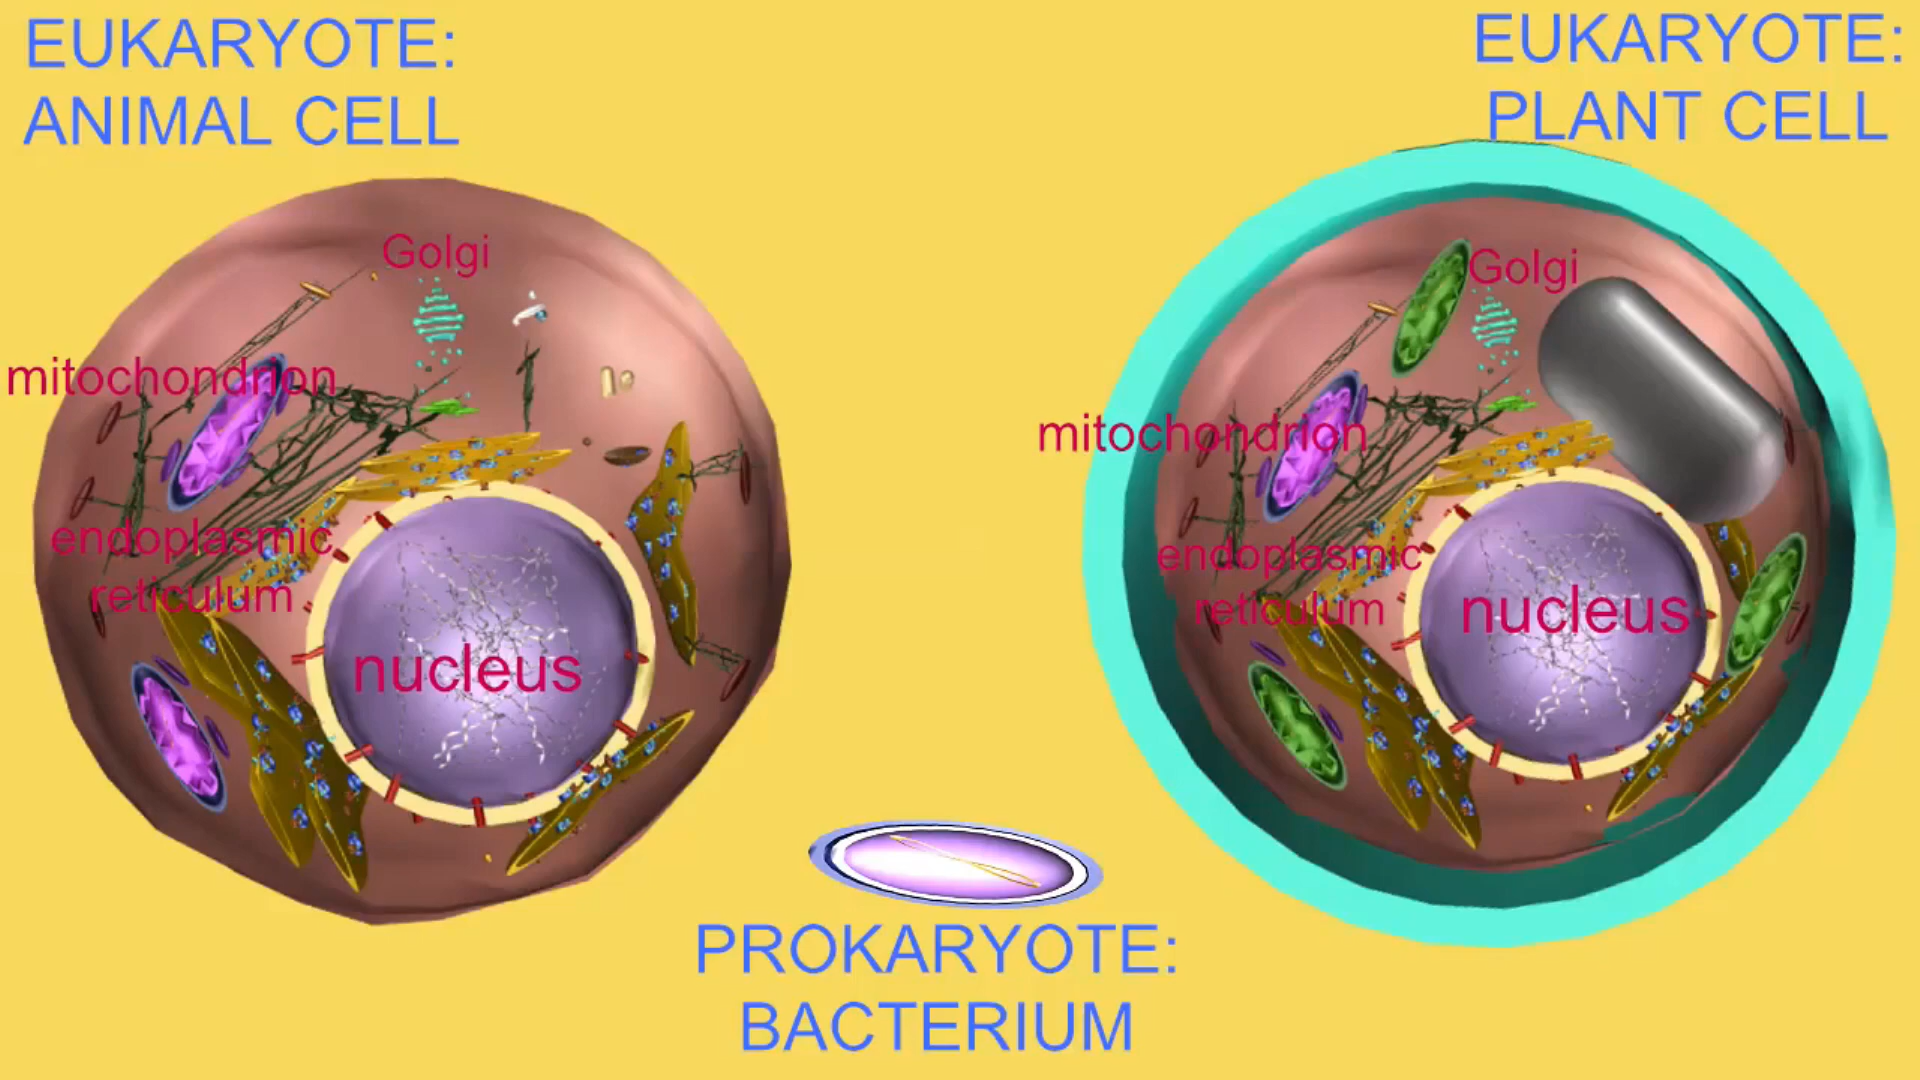 EUKARYOTE:
ANIMAL CELL
Golgi
mitochondrion
endoplasmic
reticulum
nucleus
EUKARYOTE:
PLANT CELL
Golgi
mitochondrion
endoplasmic
reticulum
nucleus
PROKARYOTE:
BACTERIUM